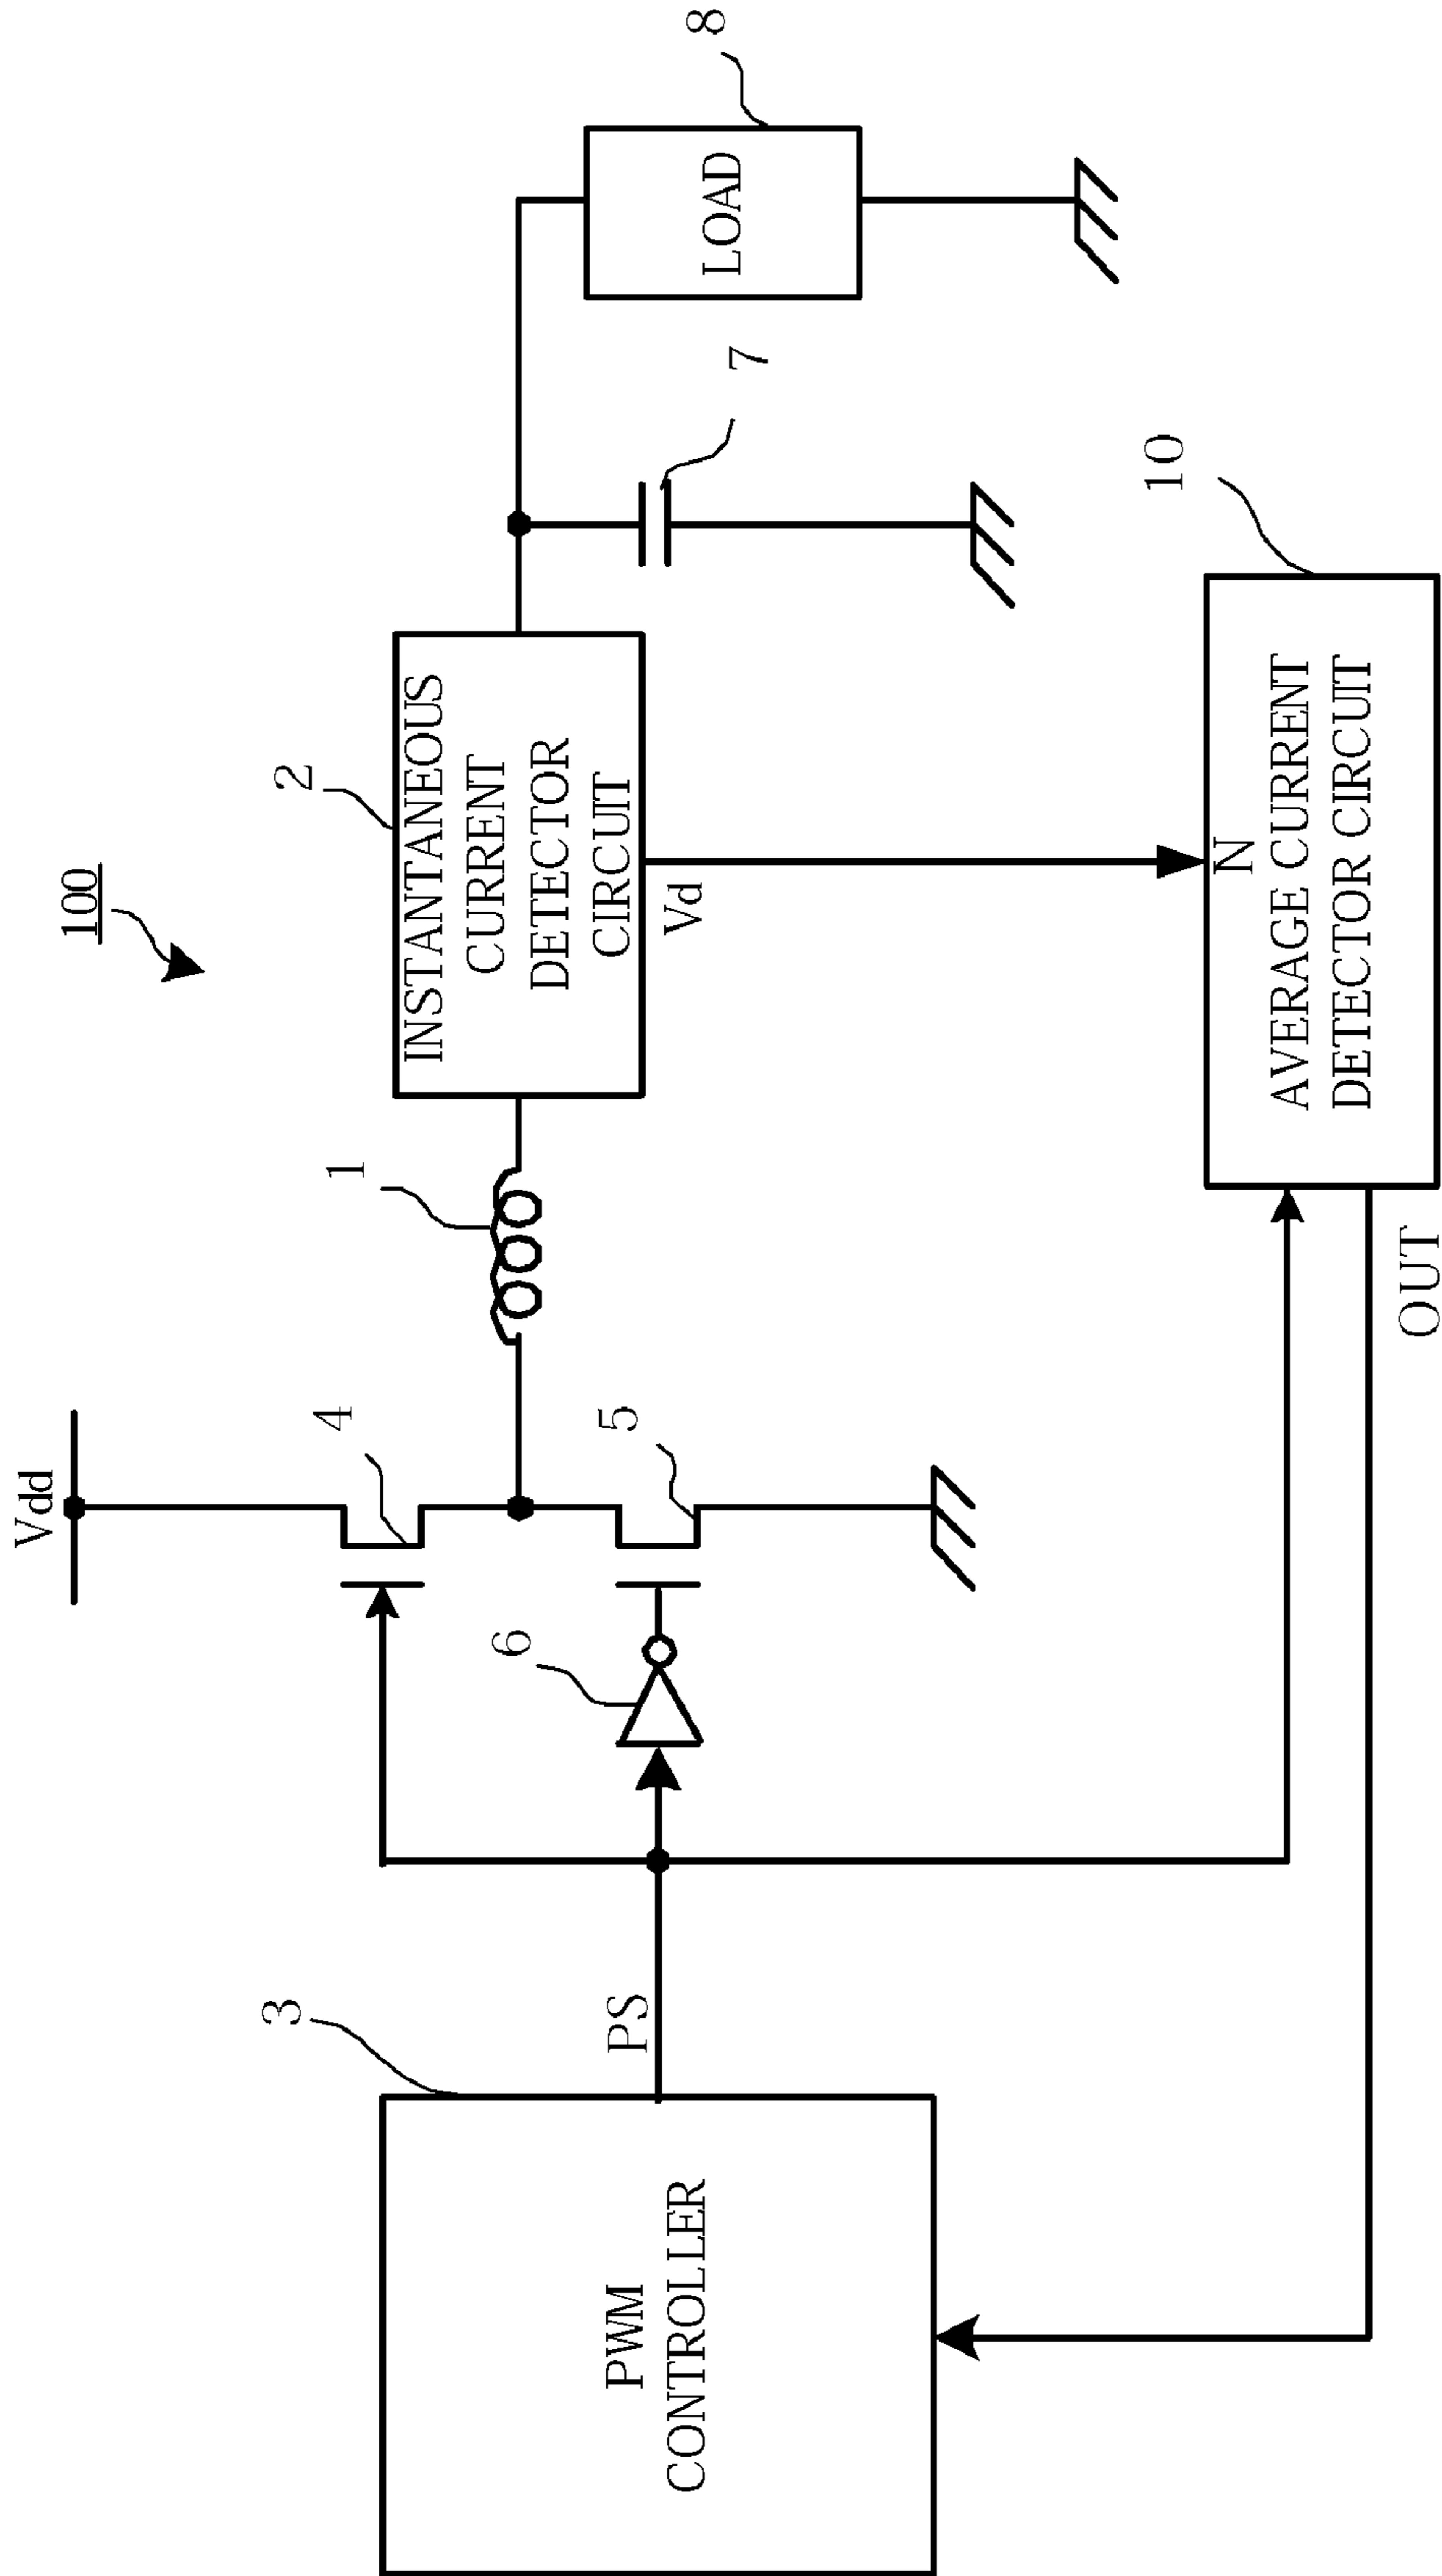 100
Vdd
3
PWM
CONTROLLER
PS
6
4
5
1
2
INSTANTANEOUS
CURRENT
DETECTOR
CIRCUIT
Vd
7
8
LOAD
10
N
AVERAGE CURRENT
DETECTOR CIRCUIT
OUT